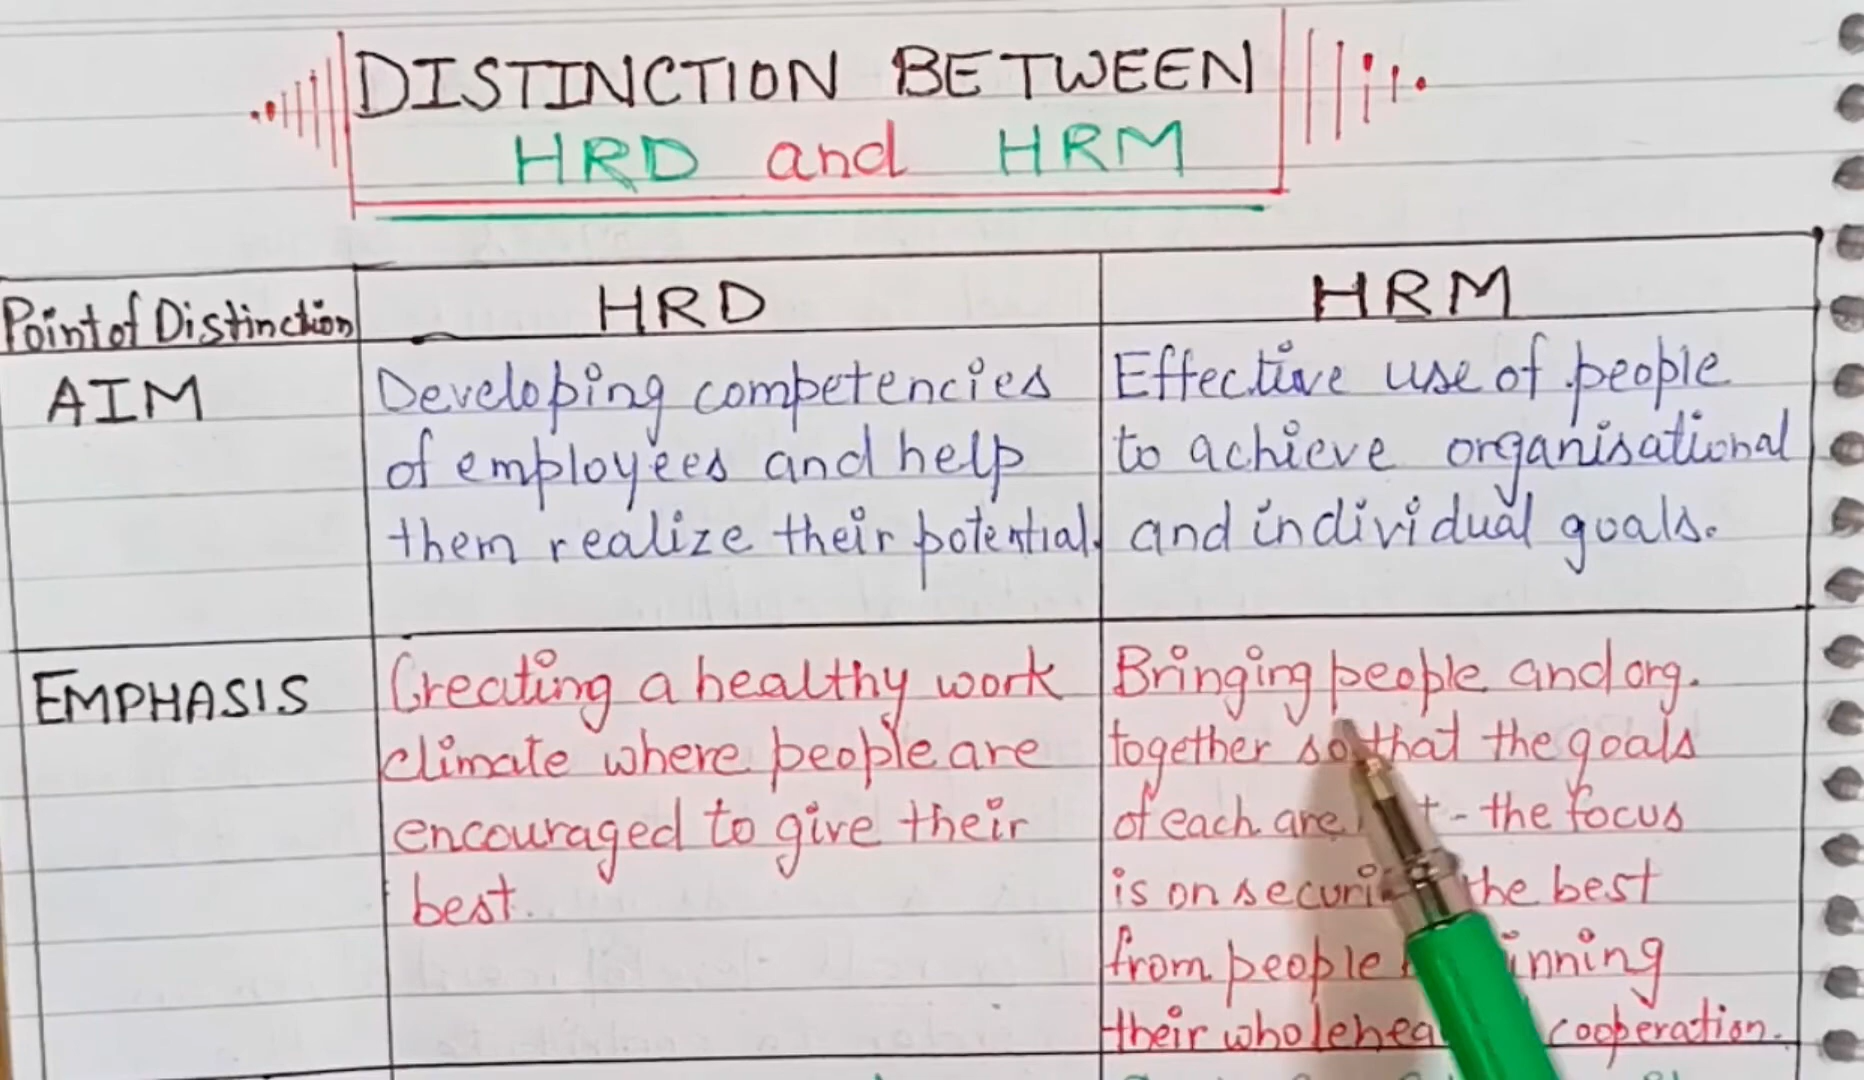 DISTINCTION BETWEEN
HRD and HRM
Point of Distinction
HRD
HRM
AIM
Developing competencies
of employees and help
them realize their potential.
Effective use of people
to achieve organisational
and individual goals.
EMPHASIS
Creating a healthy work
climate where people are
encouraged to give their
best.
Bringing people and org.
together so that the goals
of each are - the focus
is on the best
from people
their cooperation.